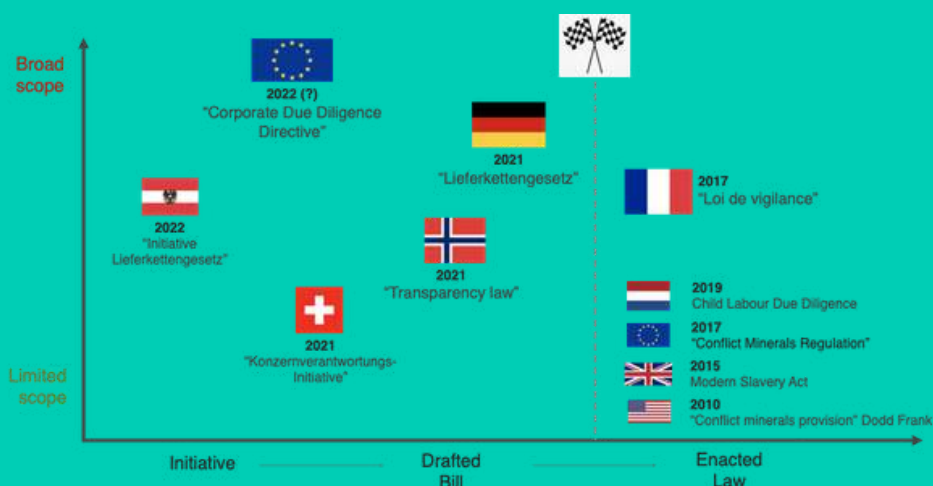 Broad
scope
2022 (?)
“Corporate Due Diligence
Directive”
2021
“Lieferkettengesetz”
2017
“Loi de vigilance”
2022
“Initiative
Lieferkettengesetz”
2021
“Transparency law”
2021
“Konzernverantwortungs-
Initiative”
2019
Child Labour Due Diligence
2017
“Conflict Minerals Regulation”
2015
Modern Slavery Act
2010
“Conflict minerals provision” Dodd Frank
Limited
scope
Initiative
Drafted
Bill
Enacted
Law